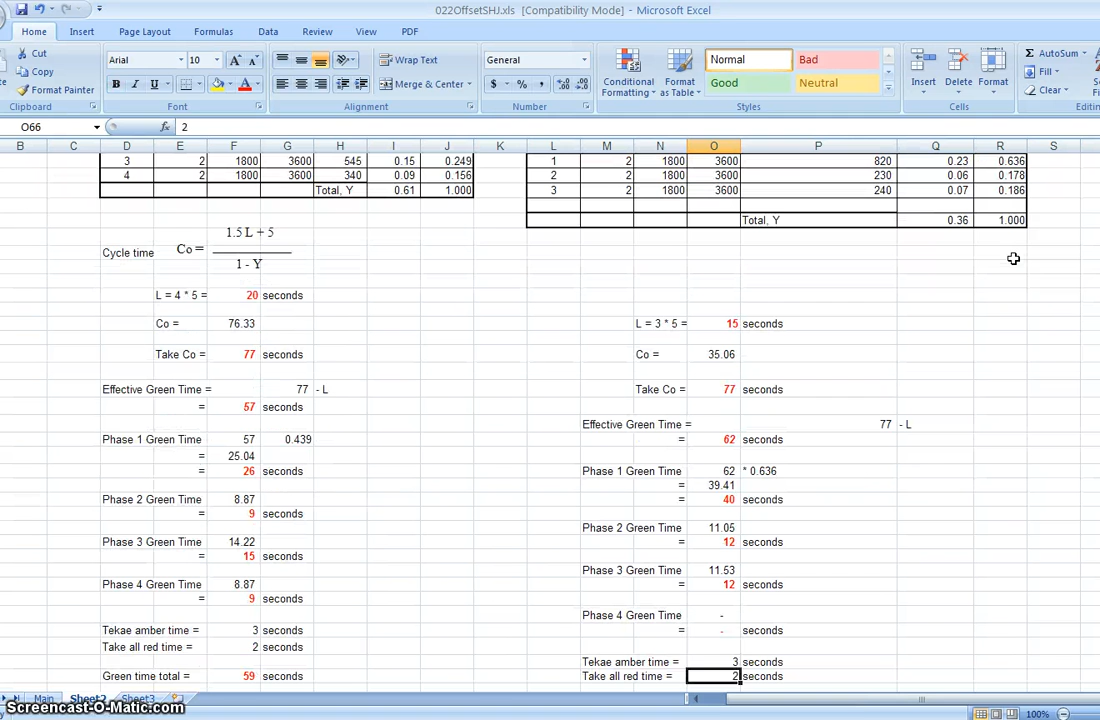 022OffsetSHJ.xls [Compatibility Mode] - Microsoft Excel
Home Insert Page Layout Formulas Data Review View PDF
Cut
Copy
Format Painter
Clipboard
Arial 10
B I U
Font
Wrap Text
Merge & Center
Alignment
General
$ % ,
Number
Conditional Formatting
Format as Table
Normal Bad
Good Neutral
Styles
Insert Delete Format
Cells
Σ AutoSum
Fill
Clear
O66 fx 2
B C D E F G H I J K L M N O P Q R S
3 2 1800 3600 545 0.15 0.249
4 2 1800 3600 340 0.09 0.156
Total, Y 0.61 1.000
1 2 1800 3600 820 0.23 0.636
2 2 1800 3600 230 0.06 0.178
3 2 1800 3600 240 0.07 0.186
Total, Y 0.36 1.000
Cycle time Co = 1.5 L + 5
1 - Y
L = 4 * 5 = 20 seconds
Co = 76.33
Take Co = 77 seconds
Effective Green Time = 77 - L
= 57 seconds
Phase 1 Green Time 57 0.439
= 25.04
= 26 seconds
Phase 2 Green Time 8.87
= 9 seconds
Phase 3 Green Time 14.22
= 15 seconds
Phase 4 Green Time 8.87
= 9 seconds
Tekae amber time = 3 seconds
Take all red time = 2 seconds
Green time total = 59 seconds
L = 3 * 5 = 15 seconds
Co = 35.06
Take Co = 77 seconds
Effective Green Time = 77 - L
= 62 seconds
Phase 1 Green Time 62 * 0.636
= 39.41
= 40 seconds
Phase 2 Green Time 11.05
= 12 seconds
Phase 3 Green Time 11.53
= 12 seconds
Phase 4 Green Time -
= - seconds
Tekae amber time = 3 seconds
Take all red time = 2 seconds
Main Sheet2 Sheet3
Screencast-O-Matic.com
100%